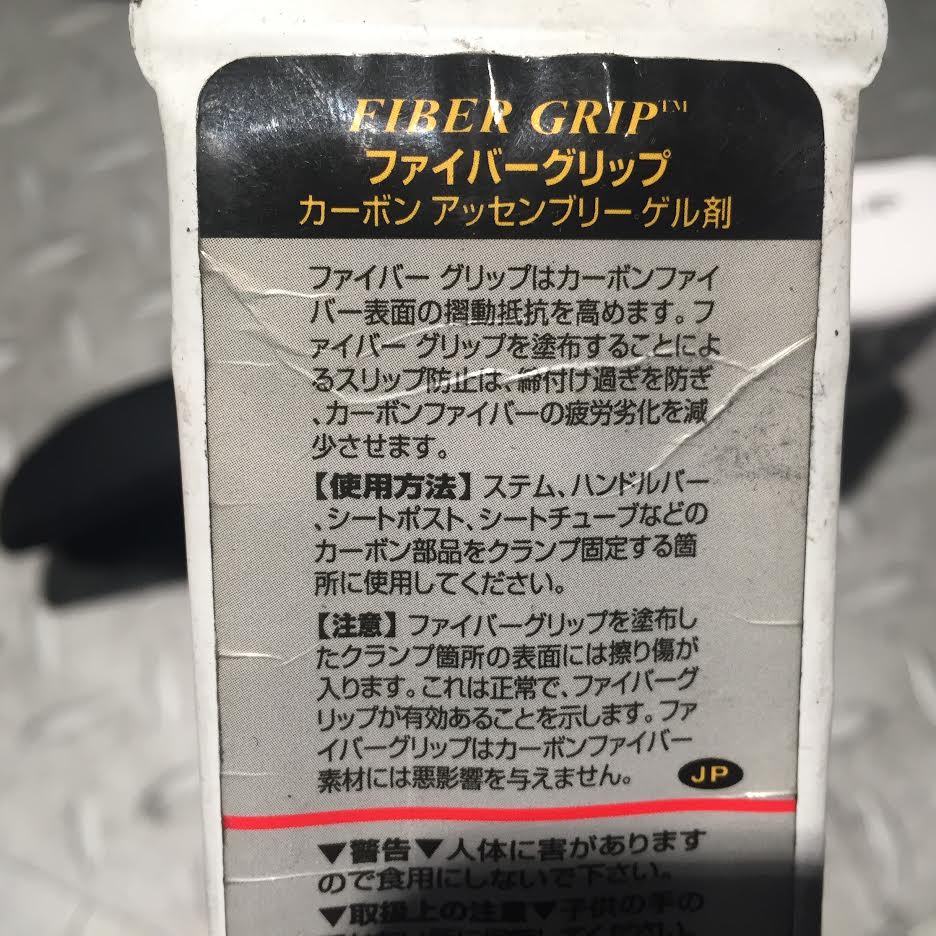 FIBER GRIP™
ファイバーグリップ
カーボン アッセンブリー ゲル剤
ファイバー グリップはカーボンファイ
バー表面の摺動抵抗を高めます。フ
ァイバー グリップを塗布することによ
るスリップ防止は、締付け過ぎを防ぎ
、カーボンファイバーの疲労劣化を減
少させます。
【使用方法】ステム、ハンドルバー
、シートポスト、シートチューブなどの
カーボン部品をクランプ固定する箇
所に使用してください。
【注意】ファイバーグリップを塗布し
たクランプ箇所の表面には擦り傷が
入ります。これは正常で、ファイバーグ
リップが有効あることを示します。ファ
イバーグリップはカーボンファイバー
素材には悪影響を与えません。
JP
▼警告▼人体に害があります
ので食用にしないで下さい。
▼取扱上の注意▼子供の手の